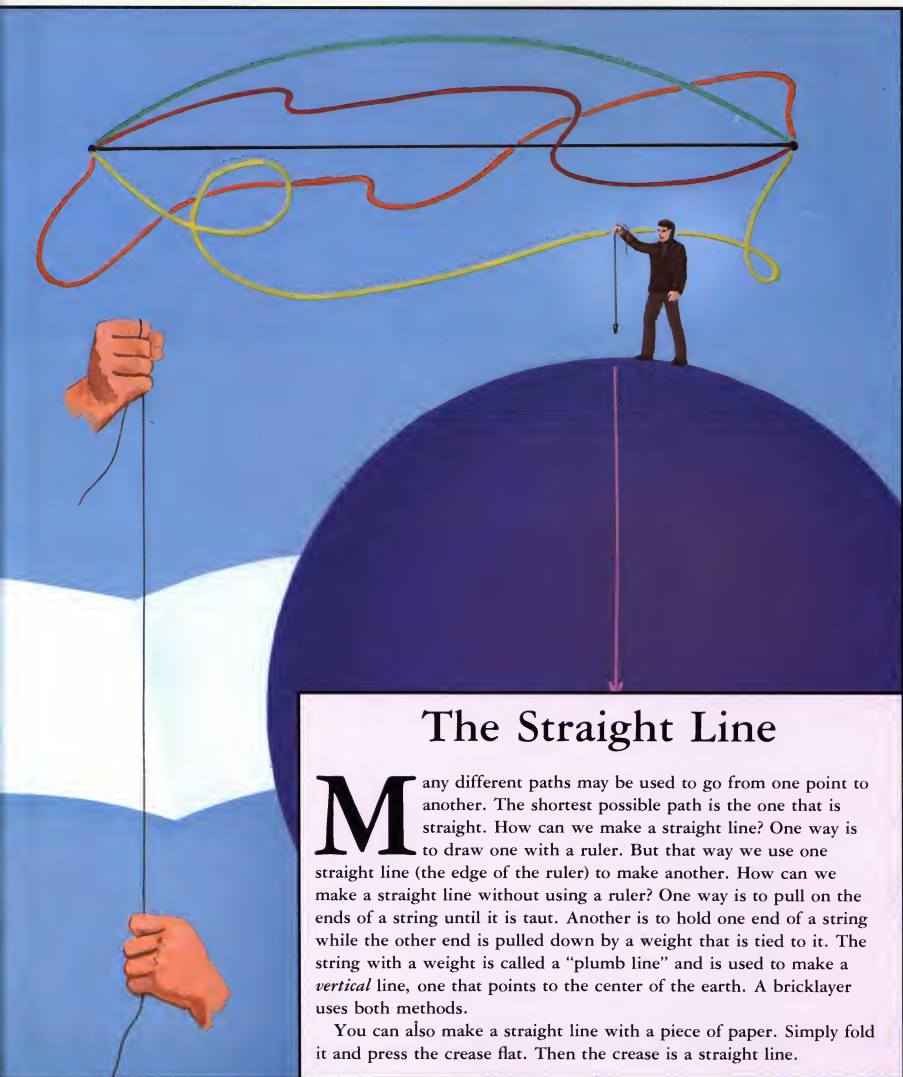 The Straight Line
Many different paths may be used to go from one point to
another. The shortest possible path is the one that is
straight. How can we make a straight line? One way is
to draw one with a ruler. But that way we use one
straight line (the edge of the ruler) to make another. How can we
make a straight line without using a ruler? One way is to pull on the
ends of a string until it is taut. Another is to hold one end of a string
while the other end is pulled down by a weight that is tied to it. The
string with a weight is called a “plumb line” and is used to make a
vertical line, one that points to the center of the earth. A bricklayer
uses both methods.
You can also make a straight line with a piece of paper. Simply fold
it and press the crease flat. Then the crease is a straight line.